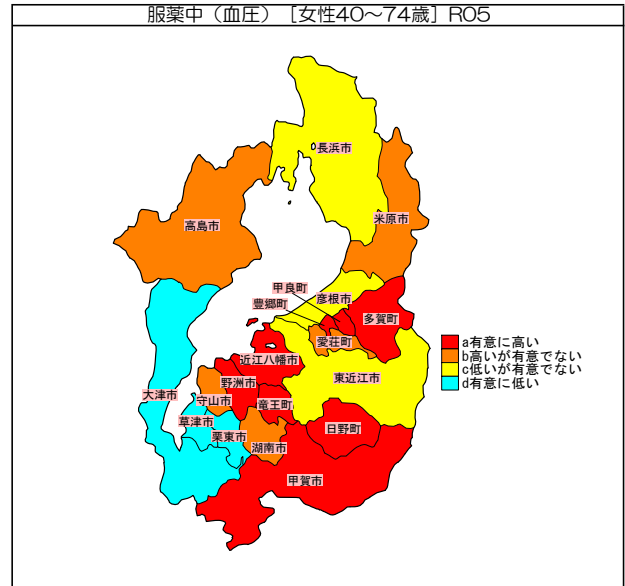 服薬中（血圧）［女性40～74歳］R05
長浜市
米原市
高島市
甲良町
彦根市
豊郷町
多賀町
愛荘町
近江八幡市
東近江市
野洲市
大津市
守山市
竜王町
草津市
日野町
栗東市
湖南市
甲賀市
a有意に高い
b高いが有意でない
c低いが有意でない
d有意に低い